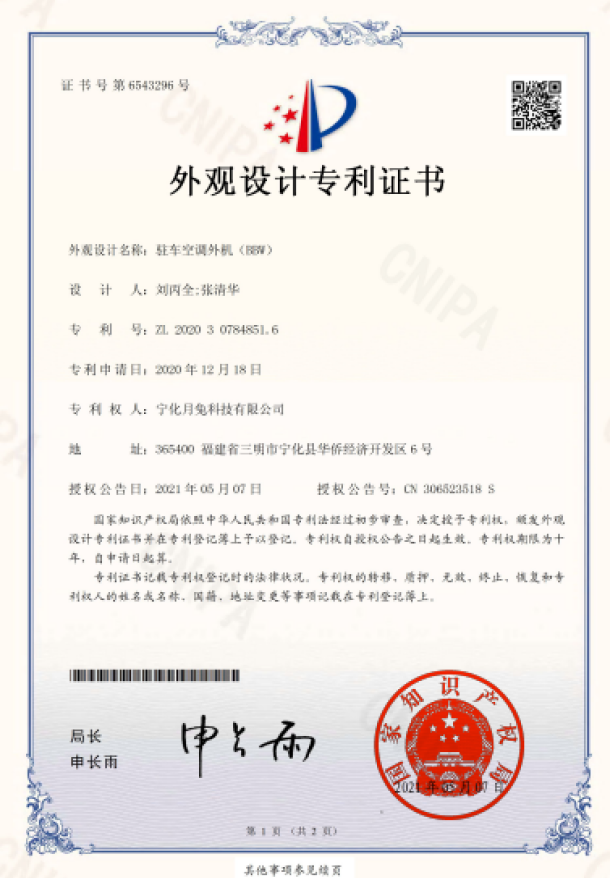 证书号第6543296号
外观设计专利证书
外观设计名称：驻车空调外机（BBW）
设计人：刘丙全;张清华
专利号：ZL 2020 3 0784851.6
专利申请日：2020年12月18日
专利权人：宁化月兔科技有限公司
地址：365400 福建省三明市宁化县华侨经济开发区6号
授权公告日：2021年05月07日 授权公告号：CN 306523518 S
国家知识产权局依照中华人民共和国专利法经过初步审查，决定授予专利权，颁发外观
设计专利证书并在专利登记簿上予以登记。专利权自授权公告之日起生效。专利权期限为十
年，自申请日起算。
专利证书记载专利权登记时的法律状况。专利权的转移、质押、无效、终止、恢复和专
利权人的姓名或名称、国籍、地址变更等事项记载在专利登记簿上。
局长
申长雨
申长雨
国家知识产权局
2021年05月07日
第1页（共2页）
其他事项参见续页
CNIPA
CNIPA